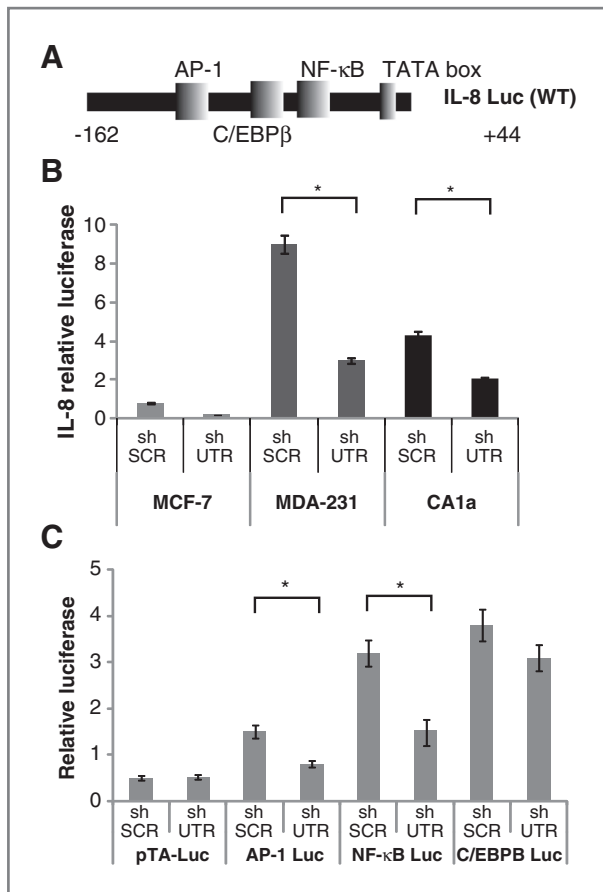 A
AP-1 NF-κB TATA box
IL-8 Luc (WT)
-162 C/EBPβ +44
B
IL-8 relative luciferase
10
8
6
4
2
0
* *
sh SCR
sh UTR
sh SCR
sh UTR
sh SCR
sh UTR
MCF-7 MDA-231 CA1a
C
Relative luciferase
5
4
3
2
1
0
* *
sh SCR
sh UTR
sh SCR
sh UTR
sh SCR
sh UTR
sh SCR
sh UTR
pTA-Luc AP-1 Luc NF-κB Luc C/EBPB Luc